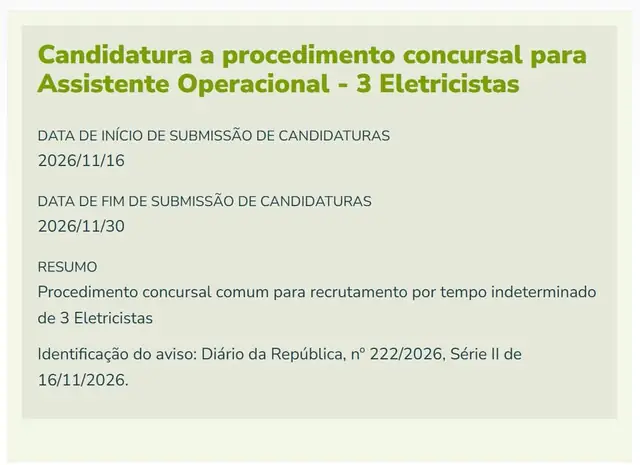 Candidatura a procedimento concursal para
Assistente Operacional - 3 Eletricistas
DATA DE INÍCIO DE SUBMISSÃO DE CANDIDATURAS
2026/11/16
DATA DE FIM DE SUBMISSÃO DE CANDIDATURAS
2026/11/30
RESUMO
Procedimento concursal comum para recrutamento por tempo indeterminado
de 3 Eletricistas
Identificação do aviso: Diário da República, nº 222/2026, Série II de
16/11/2026.